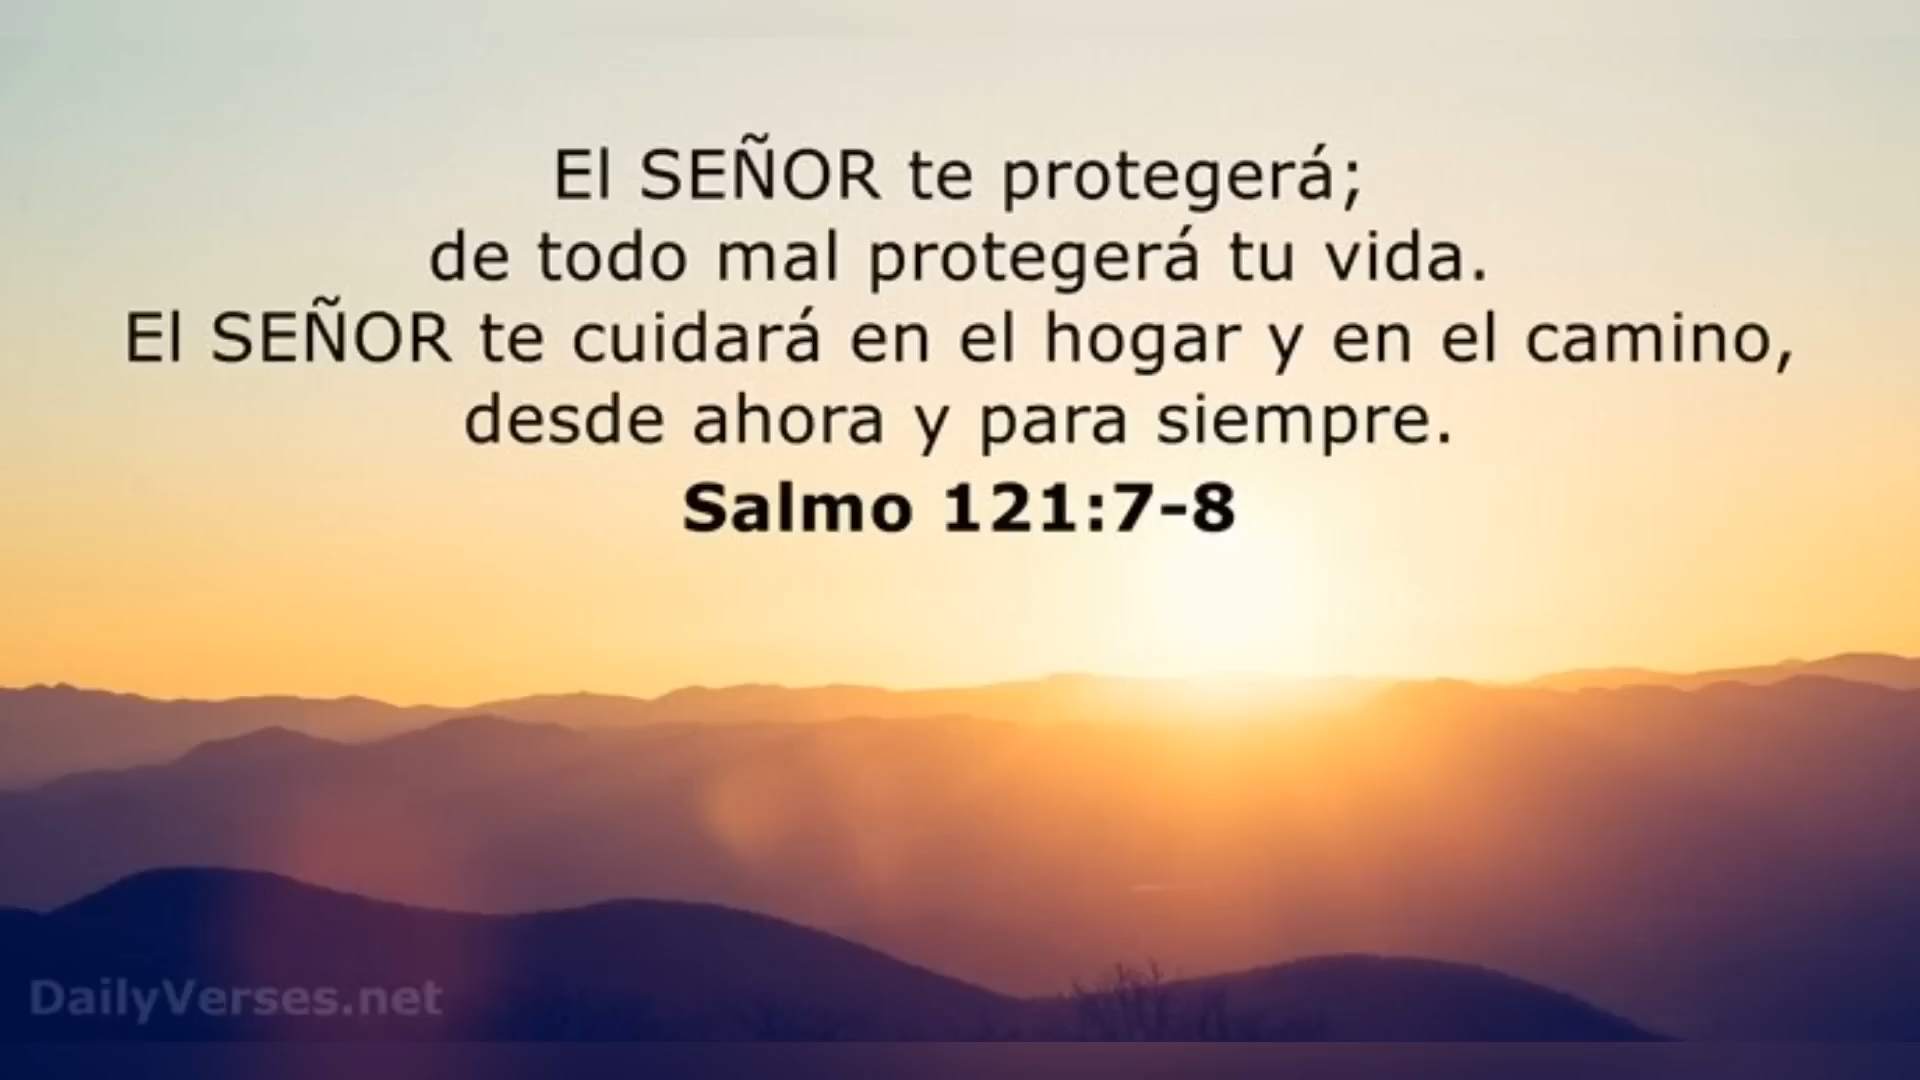 El SEÑOR te protegerá;
de todo mal protegerá tu vida.
El SEÑOR te cuidará en el hogar y en el camino,
desde ahora y para siempre.
Salmo 121:7-8
DailyVerses.net